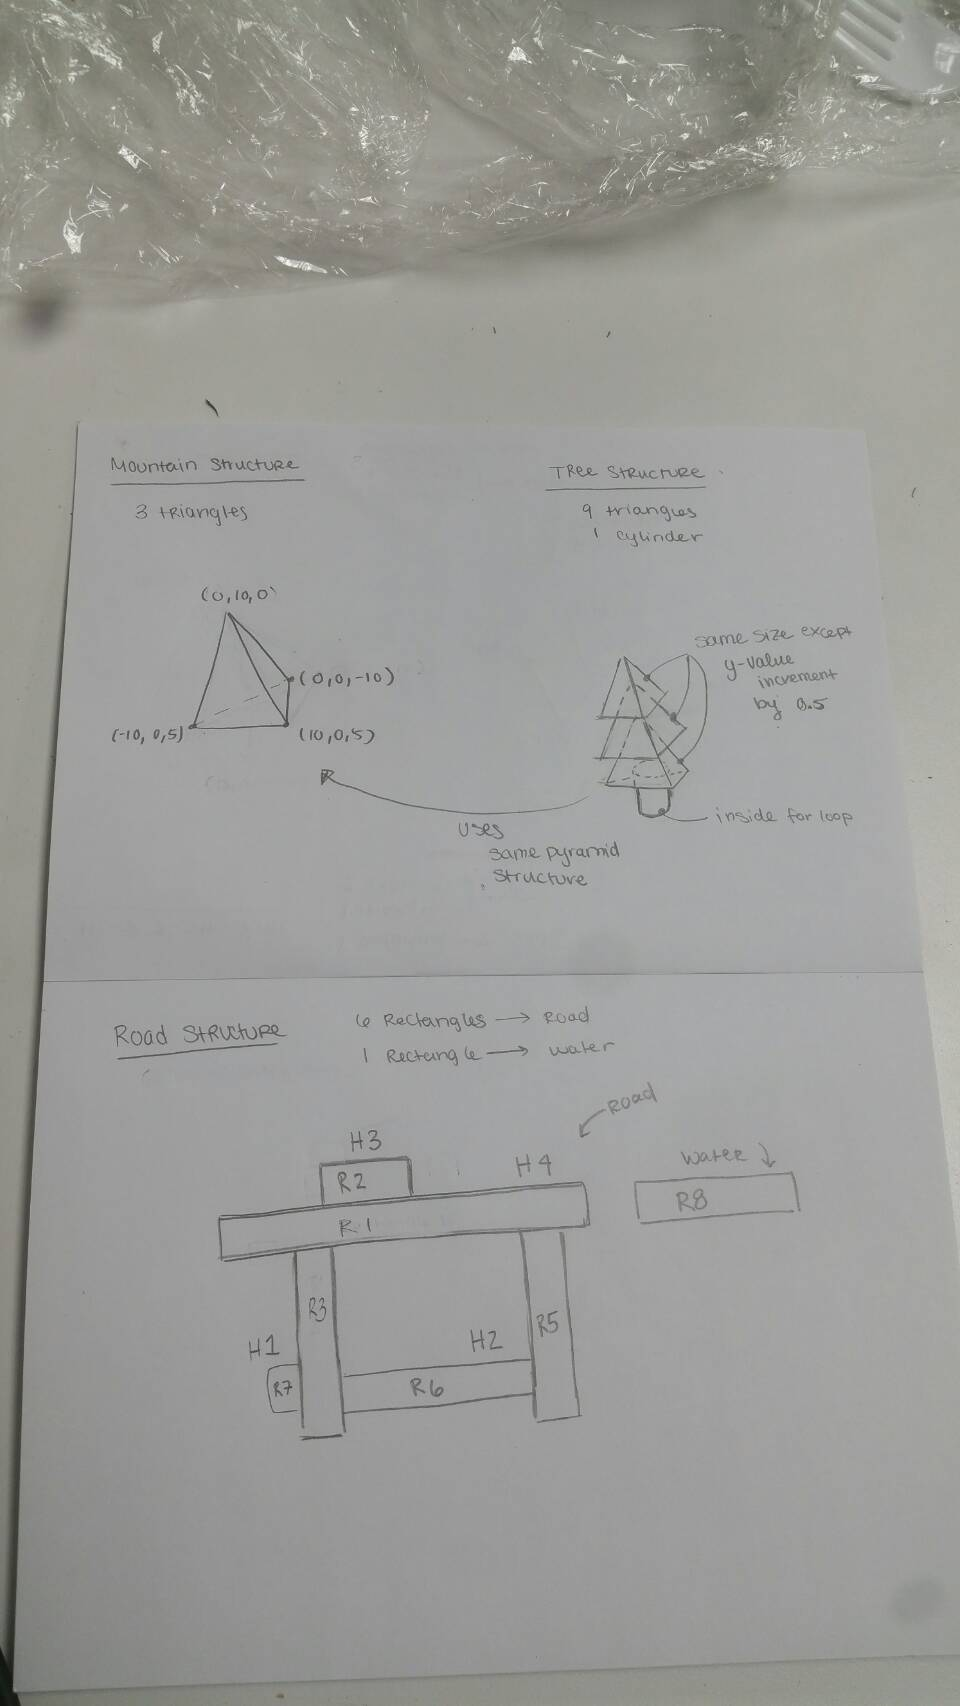 Mountain Structure
3 triangles
(0,10,0)
(0,0,-10)
(-10, 0,5)
(10,0,5)
Tree Structure
9 triangles
1 cylinder
same size except
y-value
increment
by 0.5
inside for loop
uses
same pyramid
structure
Road Structure
6 Rectangles → Road
1 Rectangle → water
Road
H3
H4
water
R2
R1
R8
R3
R5
H1
H2
R7
R6